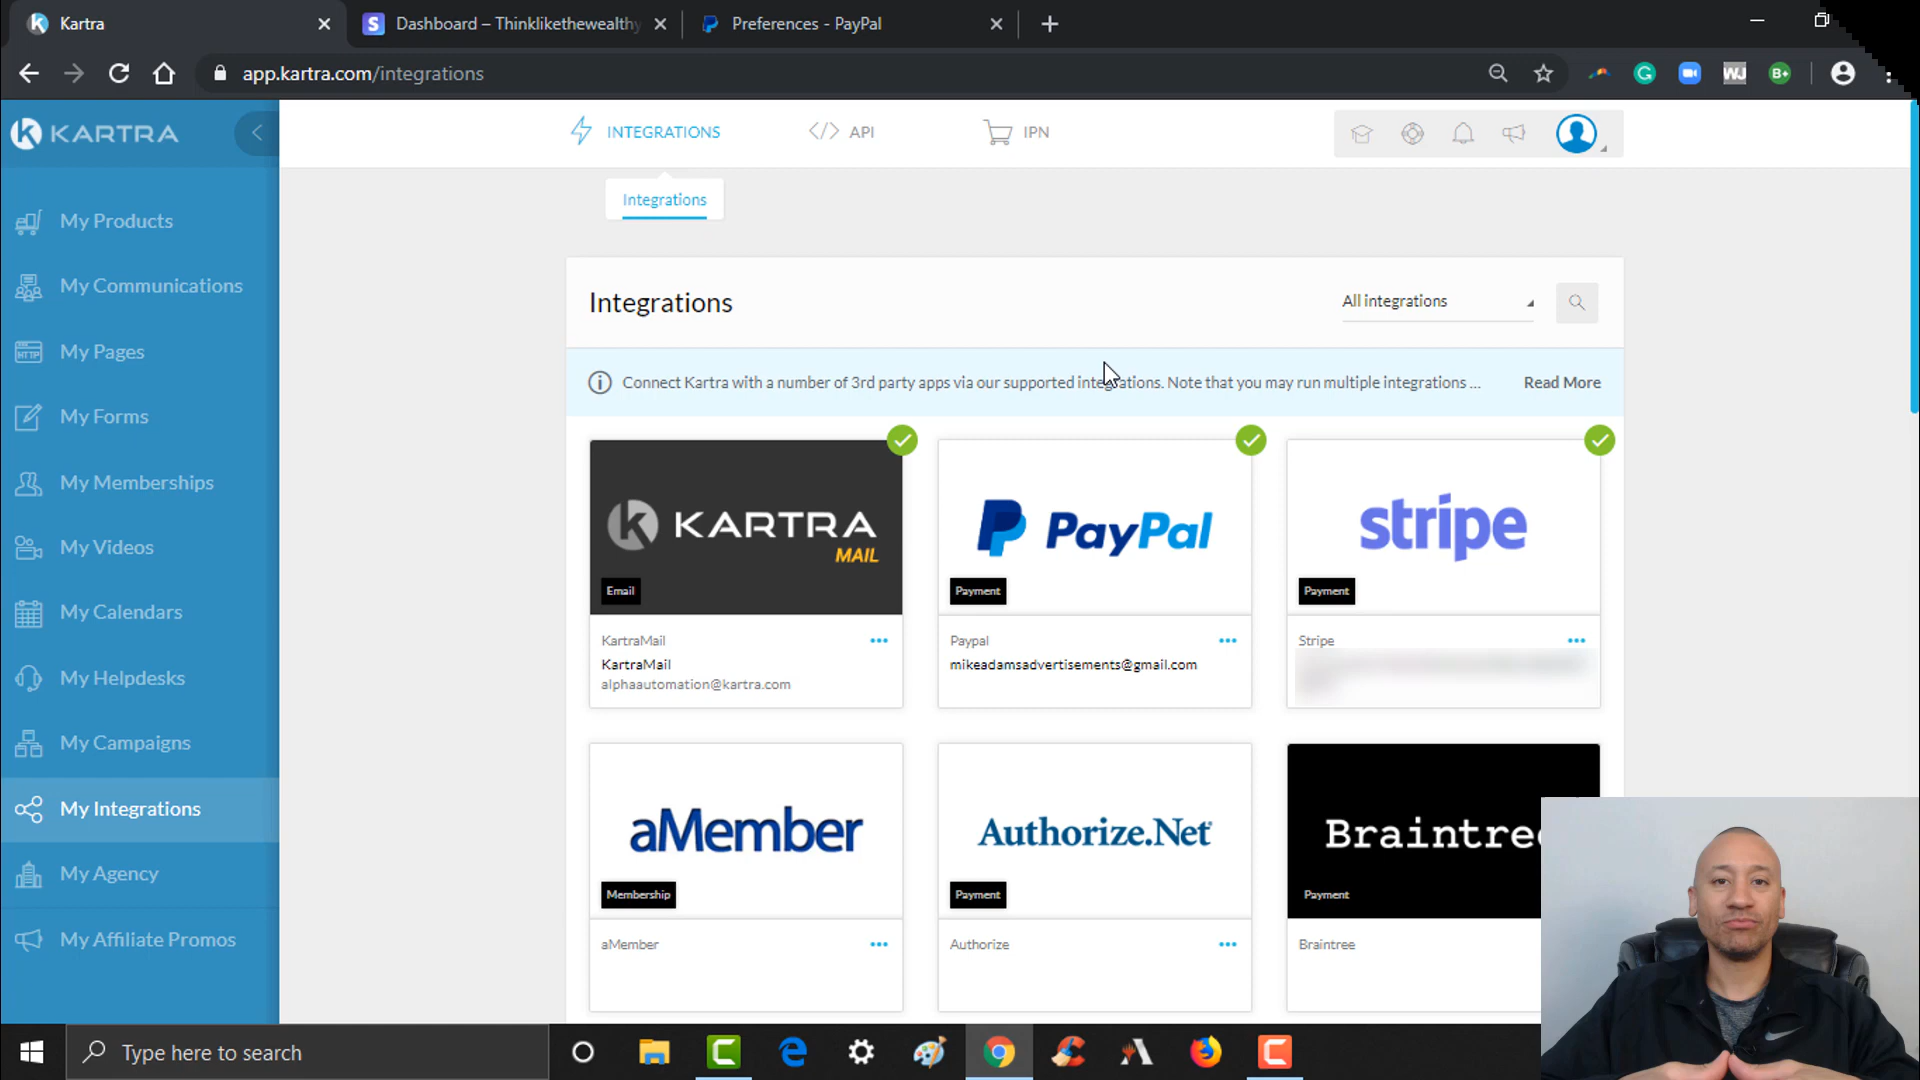 Kartra
Dashboard – Thinklikethewealthy
Preferences - PayPal
app.kartra.com/integrations
KARTRA
INTEGRATIONS
API
IPN
Integrations
My Products
My Communications
My Pages
My Forms
My Memberships
My Videos
My Calendars
My Helpdesks
My Campaigns
My Integrations
My Agency
My Affiliate Promos
Integrations
All integrations
Connect Kartra with a number of 3rd party apps via our supported integrations. Note that you may run multiple integrations ...
Read More
KARTRA
MAIL
Email
KartraMail
KartraMail
alphaautomation@kartra.com
PayPal
Payment
Paypal
mikeadamsadvertisements@gmail.com
stripe
Payment
Stripe
aMember
Membership
aMember
Authorize.Net
Payment
Authorize
Braintree
Payment
Braintree
Type here to search